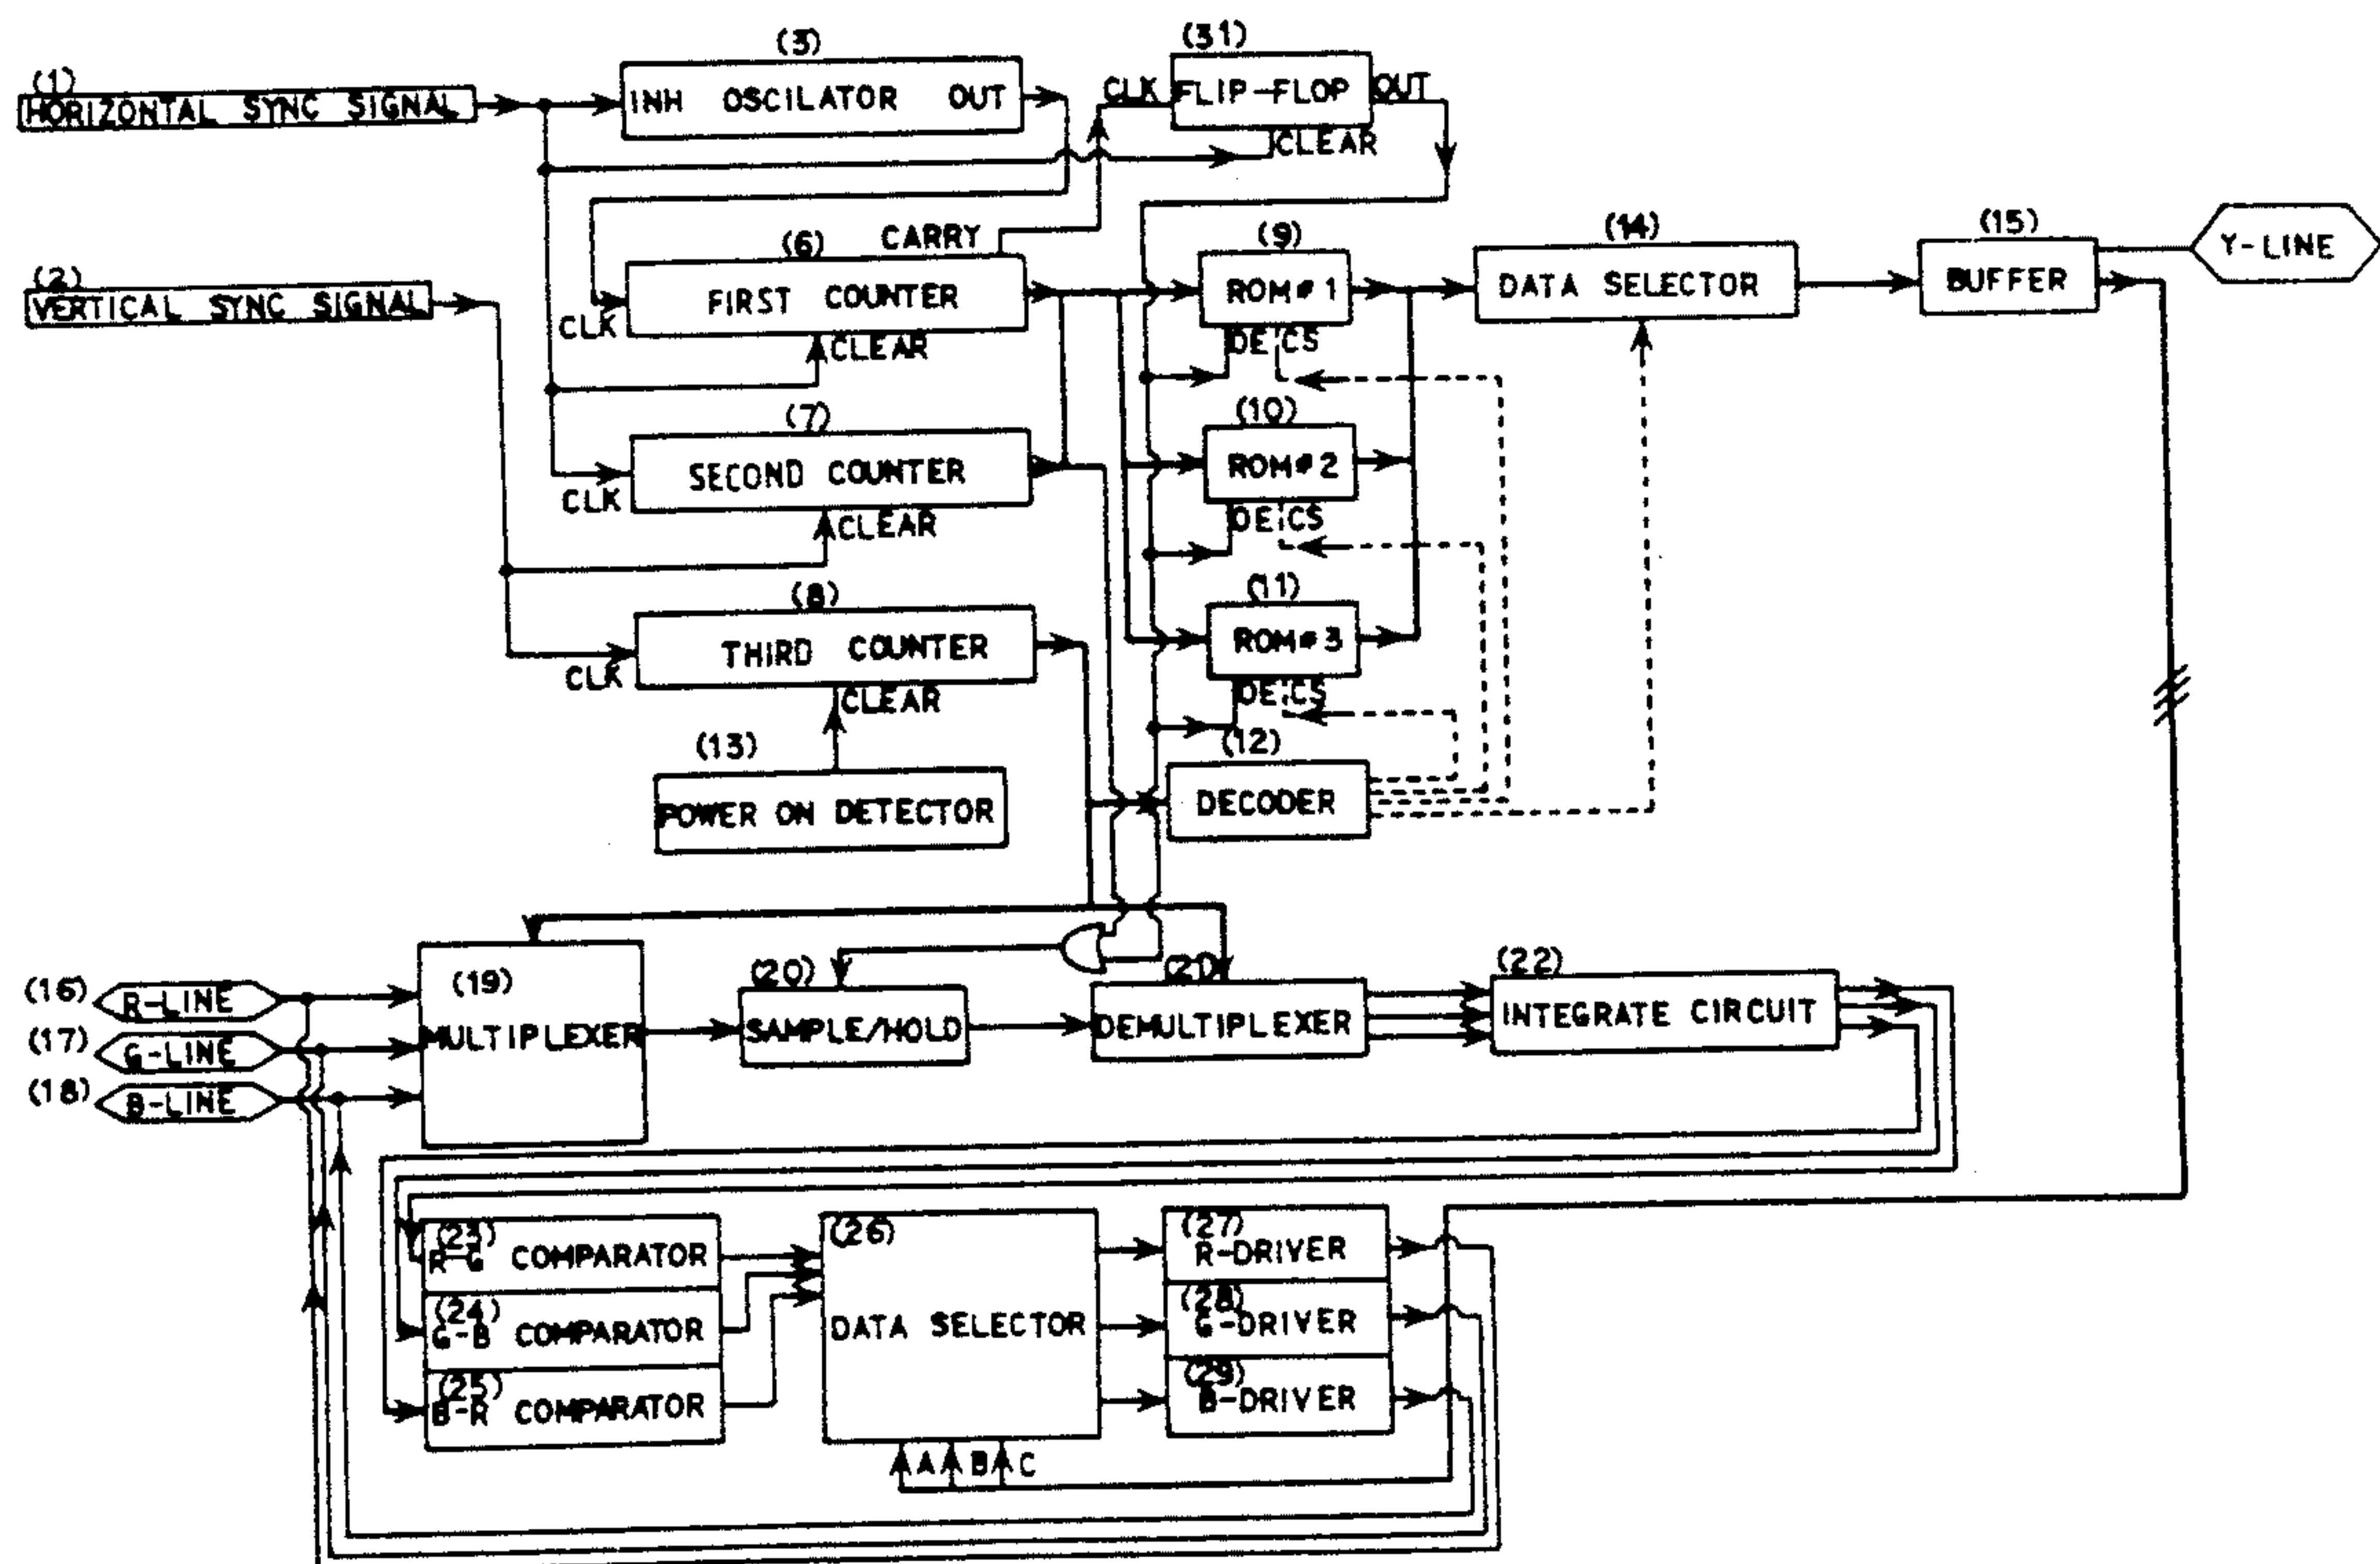 (1)
HORIZONTAL SYNC SIGNAL
(3)
INH OSCILATOR OUT
(31)
CLK FLIP-FLOP OUT
CLEAR
(2)
VERTICAL SYNC SIGNAL
(6)
CARRY
FIRST COUNTER
CLK
CLEAR
(9)
ROM#1
OE CS
(14)
DATA SELECTOR
(15)
BUFFER
Y-LINE
(7)
SECOND COUNTER
CLK
CLEAR
(10)
ROM#2
OE CS
(8)
THIRD COUNTER
CLK
CLEAR
(11)
ROM#3
OE CS
(13)
POWER ON DETECTOR
(12)
DECODER
(16) R-LINE
(17) G-LINE
(18) B-LINE
(19)
MULTIPLEXER
(20)
SAMPLE/HOLD
(21)
DEMULTIPLEXER
(22)
INTEGRATE CIRCUIT
(23)
R-G COMPARATOR
(24)
G-B COMPARATOR
(25)
B-R COMPARATOR
(26)
DATA SELECTOR
A B C
(27)
R-DRIVER
(28)
G-DRIVER
(29)
B-DRIVER